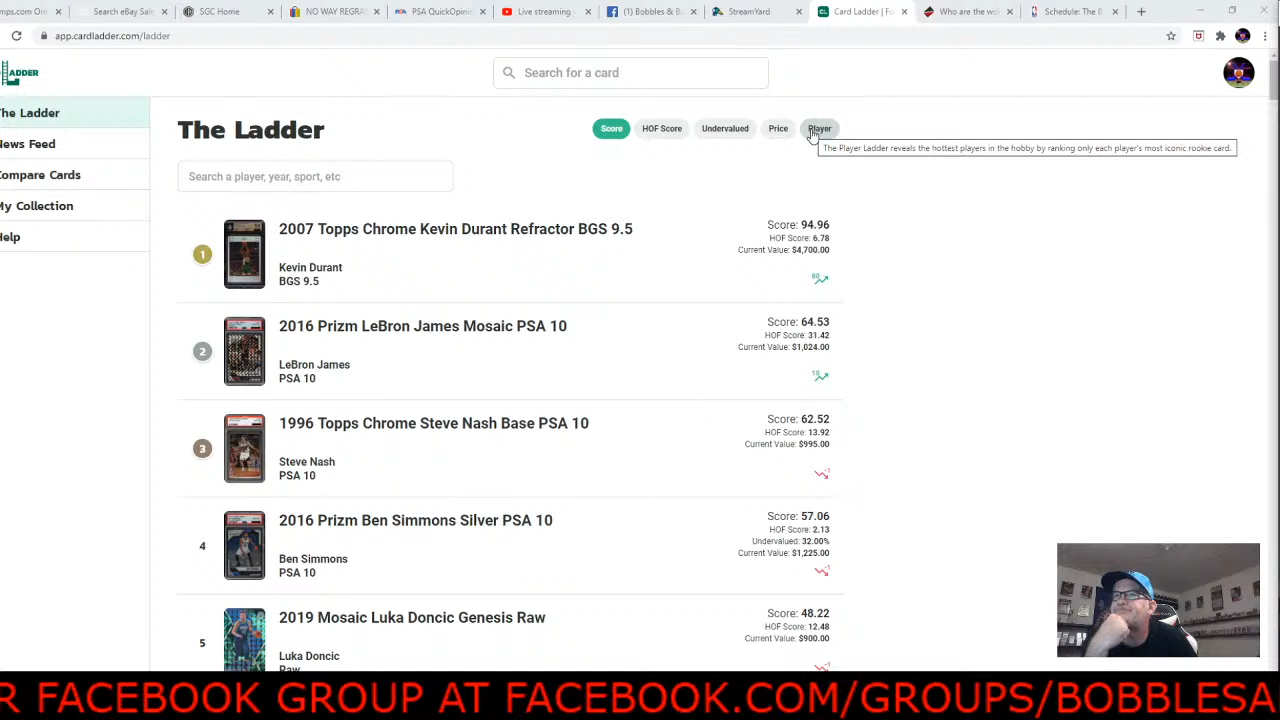 mps.com Onl
Search eBay Sale
SGC Home
NO WAY REGRA
PSA QuickOpinio
Live streaming -
(1) Bobbles & Ba
StreamYard
Card Ladder | Fo
Who are the wo
Schedule: The 8
app.cardladder.com/ladder
ADDER
Search for a card
The Ladder
News Feed
Compare Cards
My Collection
Help
The Ladder
Score
HOF Score
Undervalued
Price
Player
The Player Ladder reveals the hottest players in the hobby by ranking only each player's most iconic rookie card.
Search a player, year, sport, etc
1
2007 Topps Chrome Kevin Durant Refractor BGS 9.5
Kevin Durant
BGS 9.5
Score: 94.96
HOF Score: 6.78
Current Value: $4,700.00
80
2
2016 Prizm LeBron James Mosaic PSA 10
LeBron James
PSA 10
Score: 64.53
HOF Score: 31.42
Current Value: $1,024.00
10
3
1996 Topps Chrome Steve Nash Base PSA 10
Steve Nash
PSA 10
Score: 62.52
HOF Score: 13.92
Current Value: $995.00
-1
4
2016 Prizm Ben Simmons Silver PSA 10
Ben Simmons
PSA 10
Score: 57.06
HOF Score: 2.13
Undervalued: 32.00%
Current Value: $1,225.00
-1
5
2019 Mosaic Luka Doncic Genesis Raw
Luka Doncic
Raw
Score: 48.22
HOF Score: 12.48
Current Value: $900.00
R FACEBOOK GROUP AT FACEBOOK.COM/GROUPS/BOBBLESA